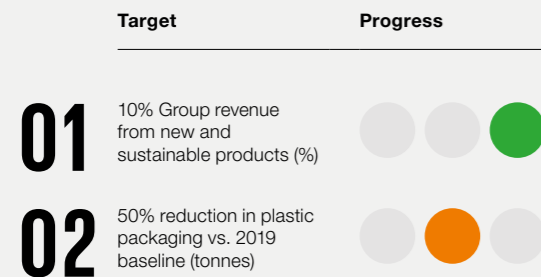 Target Progress
01
10% Group revenue
from new and
sustainable products (%)
02
50% reduction in plastic
packaging vs. 2019
baseline (tonnes)